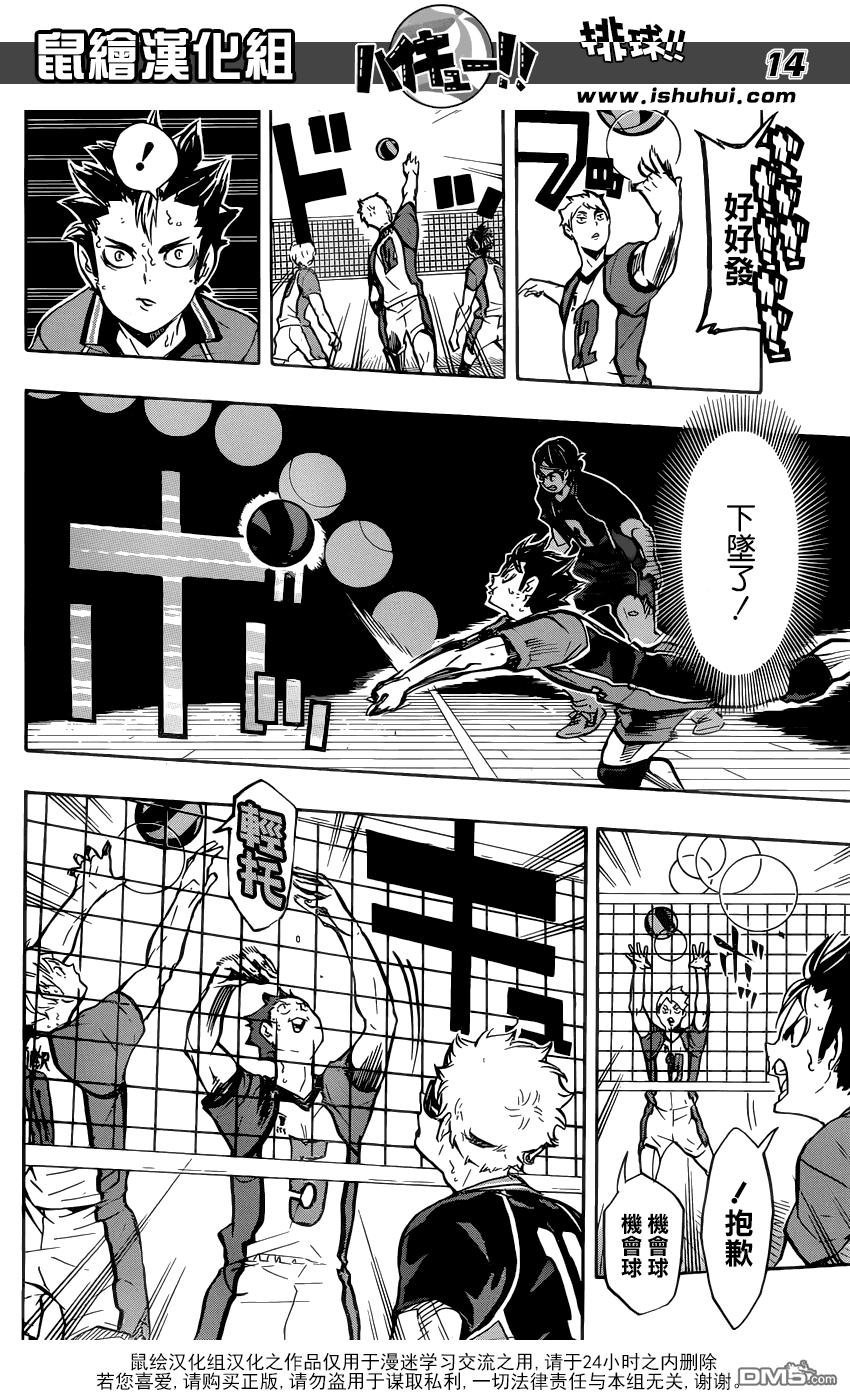 鼠繪漢化組
ハイキュー!!
排球!!
14
www.ishuhui.com
好好發
フッ
ド
!
下墜了!
!抱歉
機會球
機會球
輕托
鼠绘汉化组汉化之作品仅用于漫迷学习交流之用,请于24小时之内删除
若您喜爱,请购买正版,请勿盗用于谋取私利,一切法律责任与本组无关,谢谢。
DM5.com